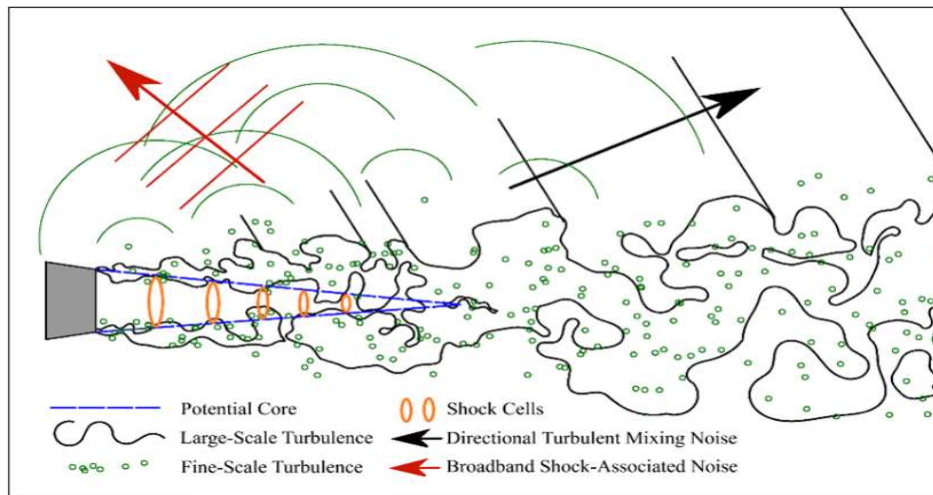 Potential Core
Shock Cells
Large-Scale Turbulence
Directional Turbulent Mixing Noise
Fine-Scale Turbulence
Broadband Shock-Associated Noise